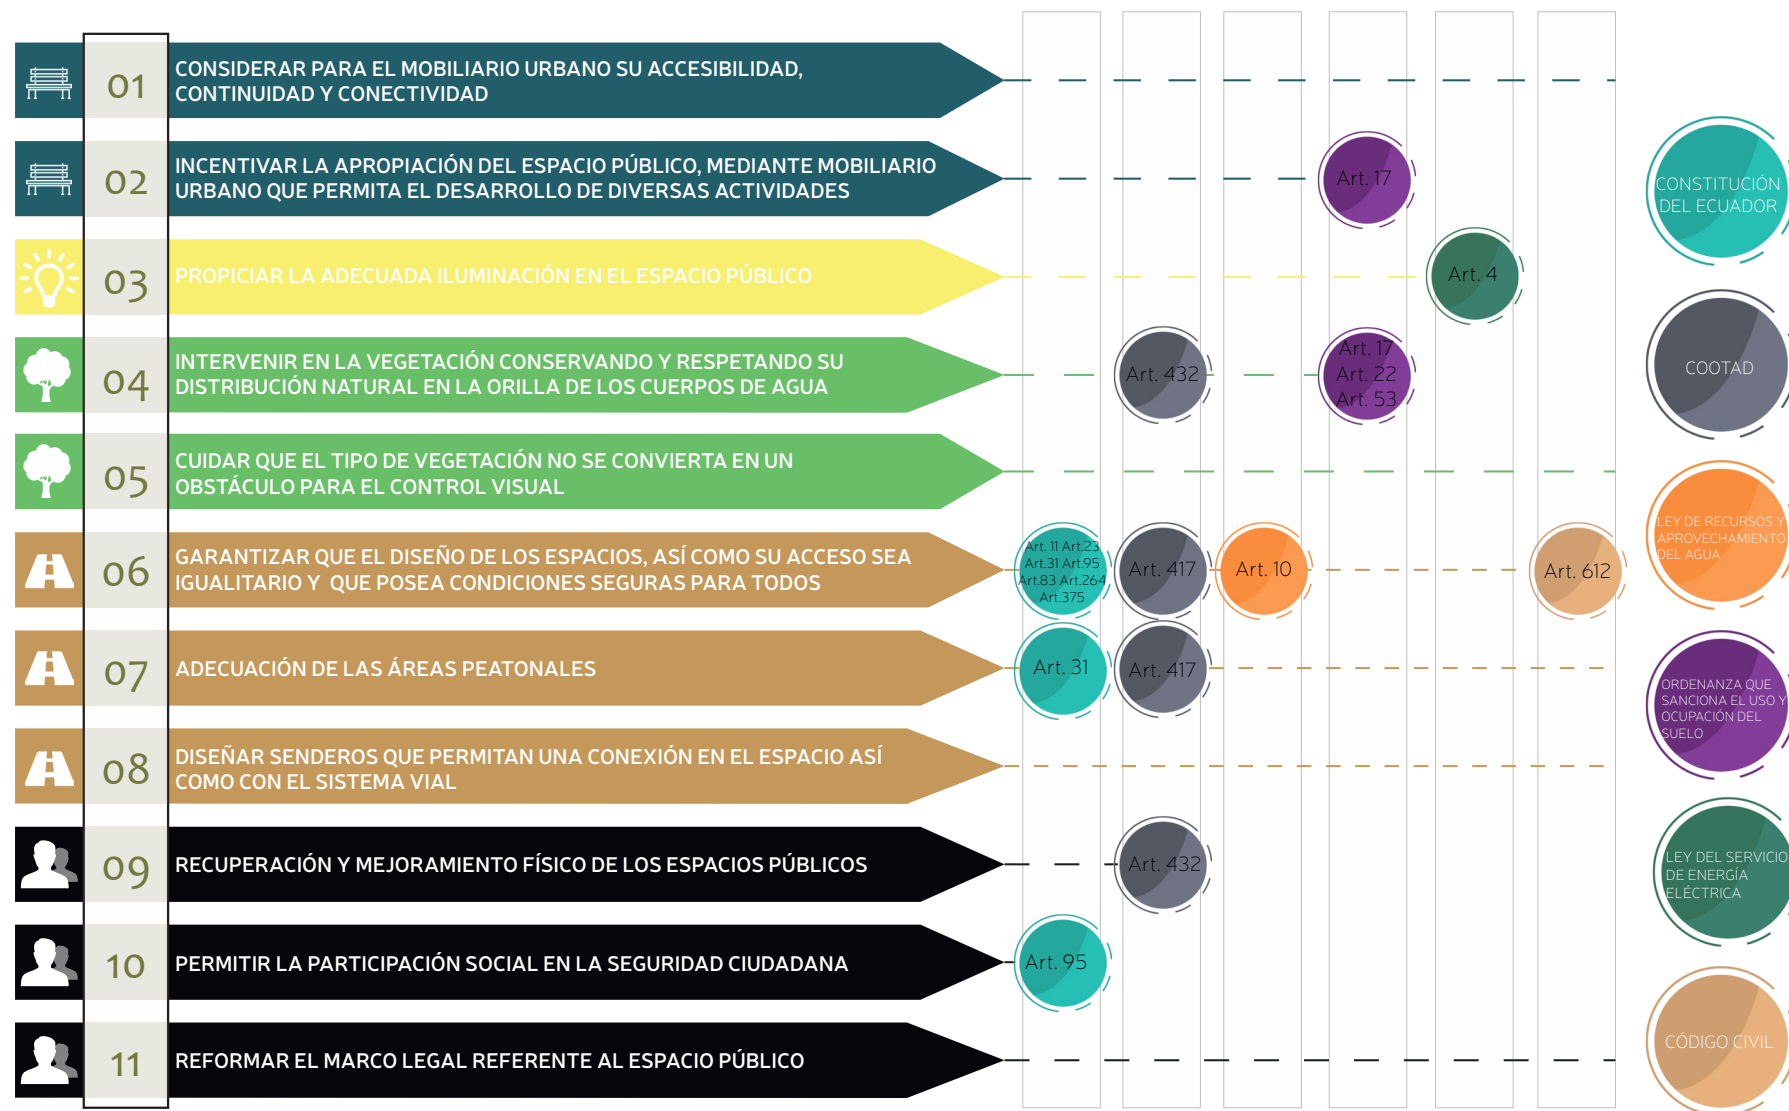 01
CONSIDERAR PARA EL MOBILIARIO URBANO SU ACCESIBILIDAD,
CONTINUIDAD Y CONECTIVIDAD
02
INCENTIVAR LA APROPIACIÓN DEL ESPACIO PÚBLICO, MEDIANTE MOBILIARIO
URBANO QUE PERMITA EL DESARROLLO DE DIVERSAS ACTIVIDADES
Art. 17
03
PROPICIAR LA ADECUADA ILUMINACIÓN EN EL ESPACIO PÚBLICO
Art. 4
04
INTERVENIR EN LA VEGETACIÓN CONSERVANDO Y RESPETANDO SU
DISTRIBUCIÓN NATURAL EN LA ORILLA DE LOS CUERPOS DE AGUA
Art. 432
Art. 17
Art. 22
Art. 53
05
CUIDAR QUE EL TIPO DE VEGETACIÓN NO SE CONVIERTA EN UN
OBSTÁCULO PARA EL CONTROL VISUAL
06
GARANTIZAR QUE EL DISEÑO DE LOS ESPACIOS, ASÍ COMO SU ACCESO SEA
IGUALITARIO Y QUE POSEA CONDICIONES SEGURAS PARA TODOS
Art. 11 Art.23
Art.31 Art.95
Art.83 Art.264
Art.375
Art. 417
Art. 10
Art. 612
07
ADECUACIÓN DE LAS ÁREAS PEATONALES
Art. 31
Art. 417
08
DISEÑAR SENDEROS QUE PERMITAN UNA CONEXIÓN EN EL ESPACIO ASÍ
COMO CON EL SISTEMA VIAL
09
RECUPERACIÓN Y MEJORAMIENTO FÍSICO DE LOS ESPACIOS PÚBLICOS
Art. 432
10
PERMITIR LA PARTICIPACIÓN SOCIAL EN LA SEGURIDAD CIUDADANA
Art. 95
11
REFORMAR EL MARCO LEGAL REFERENTE AL ESPACIO PÚBLICO
CONSTITUCIÓN
DEL ECUADOR
COOTAD
LEY DE RECURSOS Y
APROVECHAMIENTO
DEL AGUA
ORDENANZA QUE
SANCIONA EL USO Y
OCUPACIÓN DEL
SUELO
LEY DEL SERVICIO
DE ENERGÍA
ELÉCTRICA
CÓDIGO CIVIL